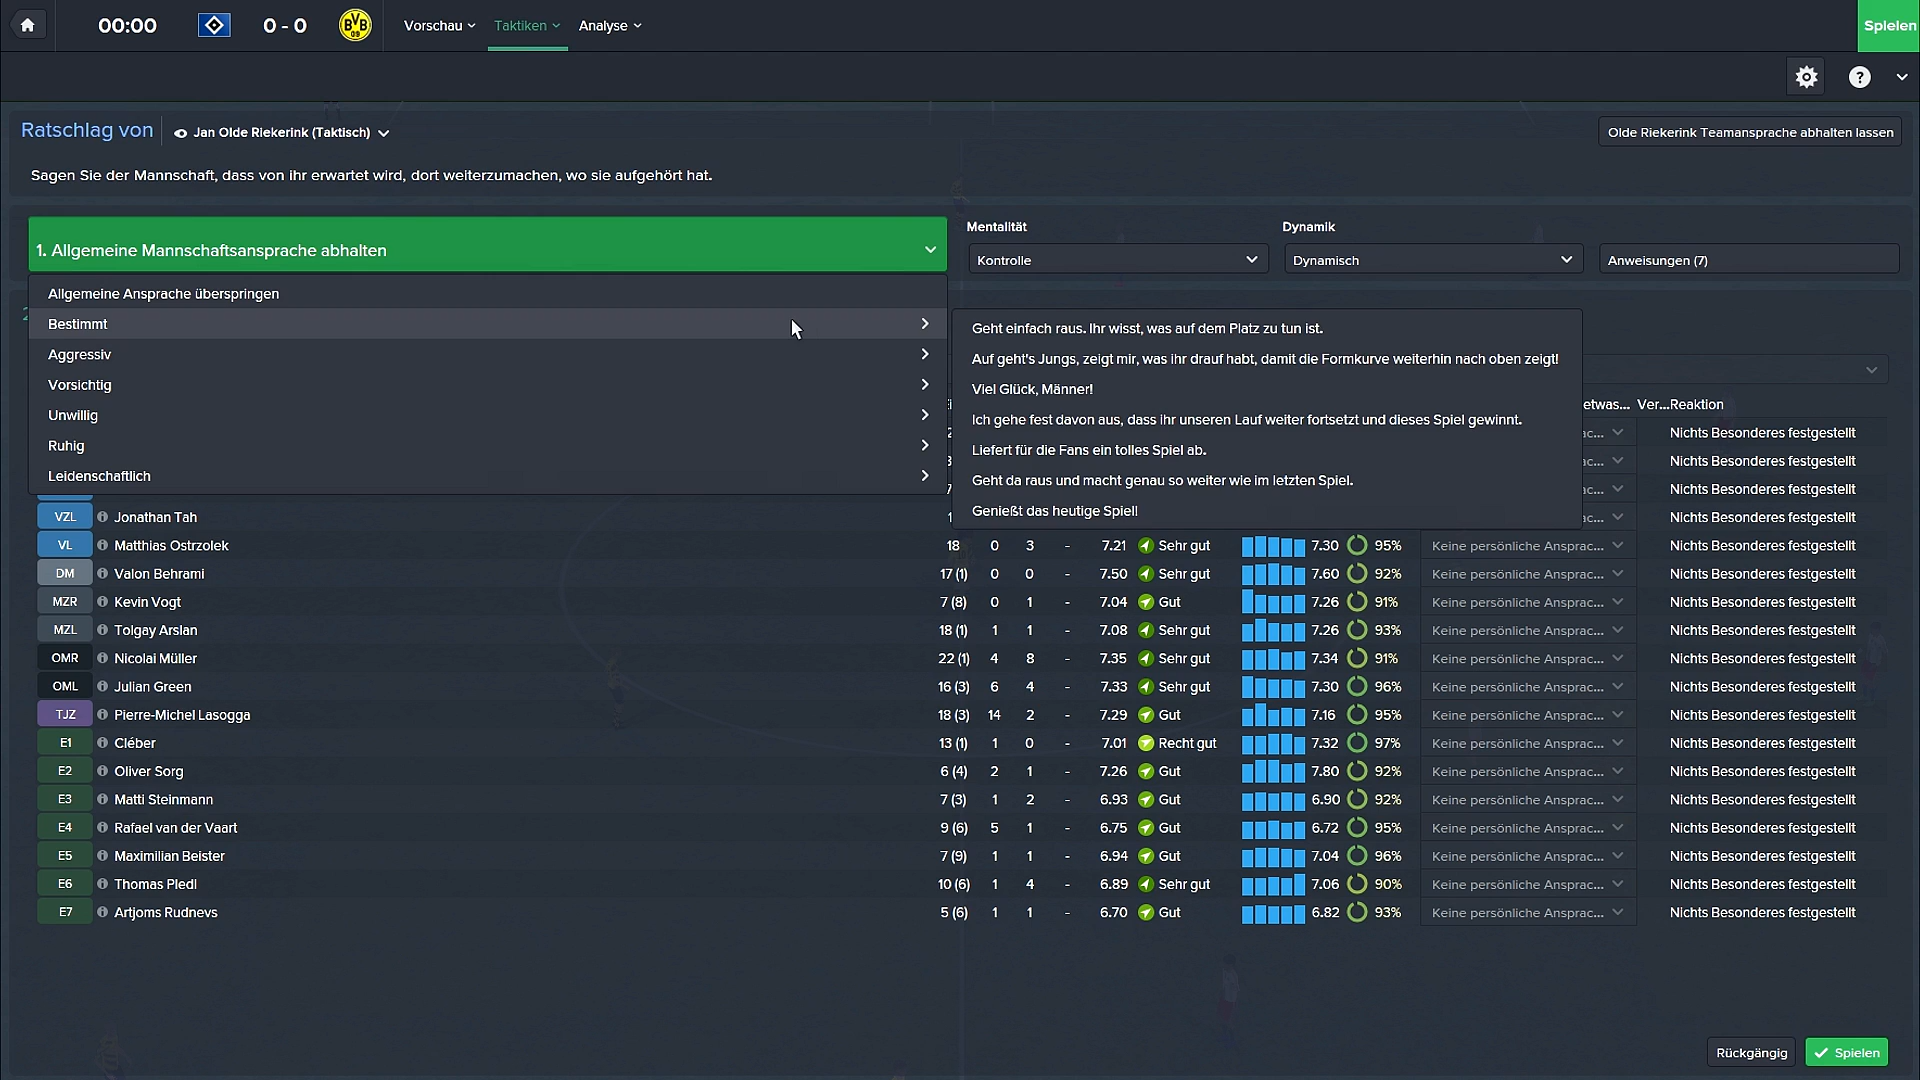 00:00 0 - 0 BVB 09 Vorschau Taktiken Analyse Spielen
?
Ratschlag von Jan Olde Riekerink (Taktisch) Olde Riekerink Teamansprache abhalten lassen
Sagen Sie der Mannschaft, dass von ihr erwartet wird, dort weiterzumachen, wo sie aufgehört hat.
Mentalität Dynamik
1. Allgemeine Mannschaftsansprache abhalten Kontrolle Dynamisch Anweisungen (7)
Allgemeine Ansprache überspringen
Bestimmt
Aggressiv
Vorsichtig
Unwillig
Ruhig
Leidenschaftlich
Geht einfach raus. Ihr wisst, was auf dem Platz zu tun ist.
Auf geht's Jungs, zeigt mir, was ihr drauf habt, damit die Formkurve weiterhin nach oben zeigt!
Viel Glück, Männer!
Ich gehe fest davon aus, dass ihr unseren Lauf weiter fortsetzt und dieses Spiel gewinnt.
Liefert für die Fans ein tolles Spiel ab.
Geht da raus und macht genau so weiter wie im letzten Spiel.
Genießt das heutige Spiel!
etwas... Ver...Reaktion
Nichts Besonderes festgestellt
Nichts Besonderes festgestellt
Nichts Besonderes festgestellt
VZL Jonathan Tah Nichts Besonderes festgestellt
VL Matthias Ostrzolek 18 0 3 - 7.21 Sehr gut 7.30 95% Keine persönliche Ansprac... Nichts Besonderes festgestellt
DM Valon Behrami 17 (1) 0 0 - 7.50 Sehr gut 7.60 92% Keine persönliche Ansprac... Nichts Besonderes festgestellt
MZR Kevin Vogt 7 (8) 0 1 - 7.04 Gut 7.26 91% Keine persönliche Ansprac... Nichts Besonderes festgestellt
MZL Tolgay Arslan 18 (1) 1 1 - 7.08 Sehr gut 7.26 93% Keine persönliche Ansprac... Nichts Besonderes festgestellt
OMR Nicolai Müller 22 (1) 4 8 - 7.35 Sehr gut 7.34 91% Keine persönliche Ansprac... Nichts Besonderes festgestellt
OML Julian Green 16 (3) 6 4 - 7.33 Sehr gut 7.30 96% Keine persönliche Ansprac... Nichts Besonderes festgestellt
TJZ Pierre-Michel Lasogga 18 (3) 14 2 - 7.29 Gut 7.16 95% Keine persönliche Ansprac... Nichts Besonderes festgestellt
E1 Cléber 13 (1) 1 0 - 7.01 Recht gut 7.32 97% Keine persönliche Ansprac... Nichts Besonderes festgestellt
E2 Oliver Sorg 6 (4) 2 1 - 7.26 Gut 7.80 92% Keine persönliche Ansprac... Nichts Besonderes festgestellt
E3 Matti Steinmann 7 (3) 1 2 - 6.93 Gut 6.90 92% Keine persönliche Ansprac... Nichts Besonderes festgestellt
E4 Rafael van der Vaart 9 (6) 5 1 - 6.75 Gut 6.72 95% Keine persönliche Ansprac... Nichts Besonderes festgestellt
E5 Maximilian Beister 7 (9) 1 1 - 6.94 Gut 7.04 96% Keine persönliche Ansprac... Nichts Besonderes festgestellt
E6 Thomas Piedl 10 (6) 1 4 - 6.89 Sehr gut 7.06 90% Keine persönliche Ansprac... Nichts Besonderes festgestellt
E7 Artjoms Rudnevs 5 (6) 1 1 - 6.70 Gut 6.82 93% Keine persönliche Ansprac... Nichts Besonderes festgestellt
Rückgängig Spielen